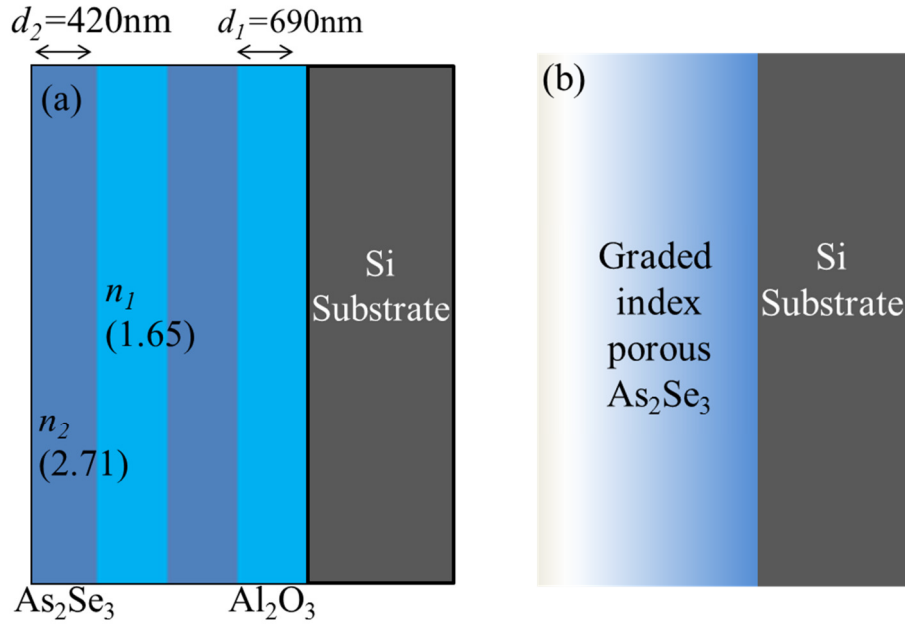 d₂=420nm
d₁=690nm
(a)
n₁
(1.65)
n₂
(2.71)
Si
Substrate
As₂Se₃
Al₂O₃
(b)
Graded
index
porous
As₂Se₃
Si
Substrate